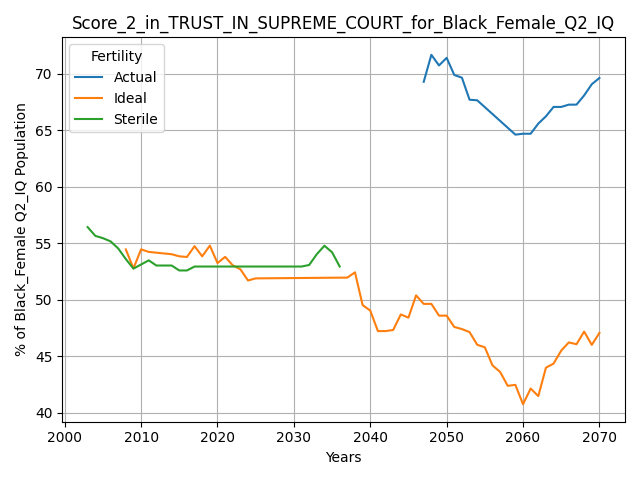 Score_2_in_TRUST_IN_SUPREME_COURT_for_Black_Female_Q2_IQ
Fertility
Actual
Ideal
Sterile
% of Black_Female Q2_IQ Population
70
65
60
55
50
45
40
2000 2010 2020 2030 2040 2050 2060 2070
Years